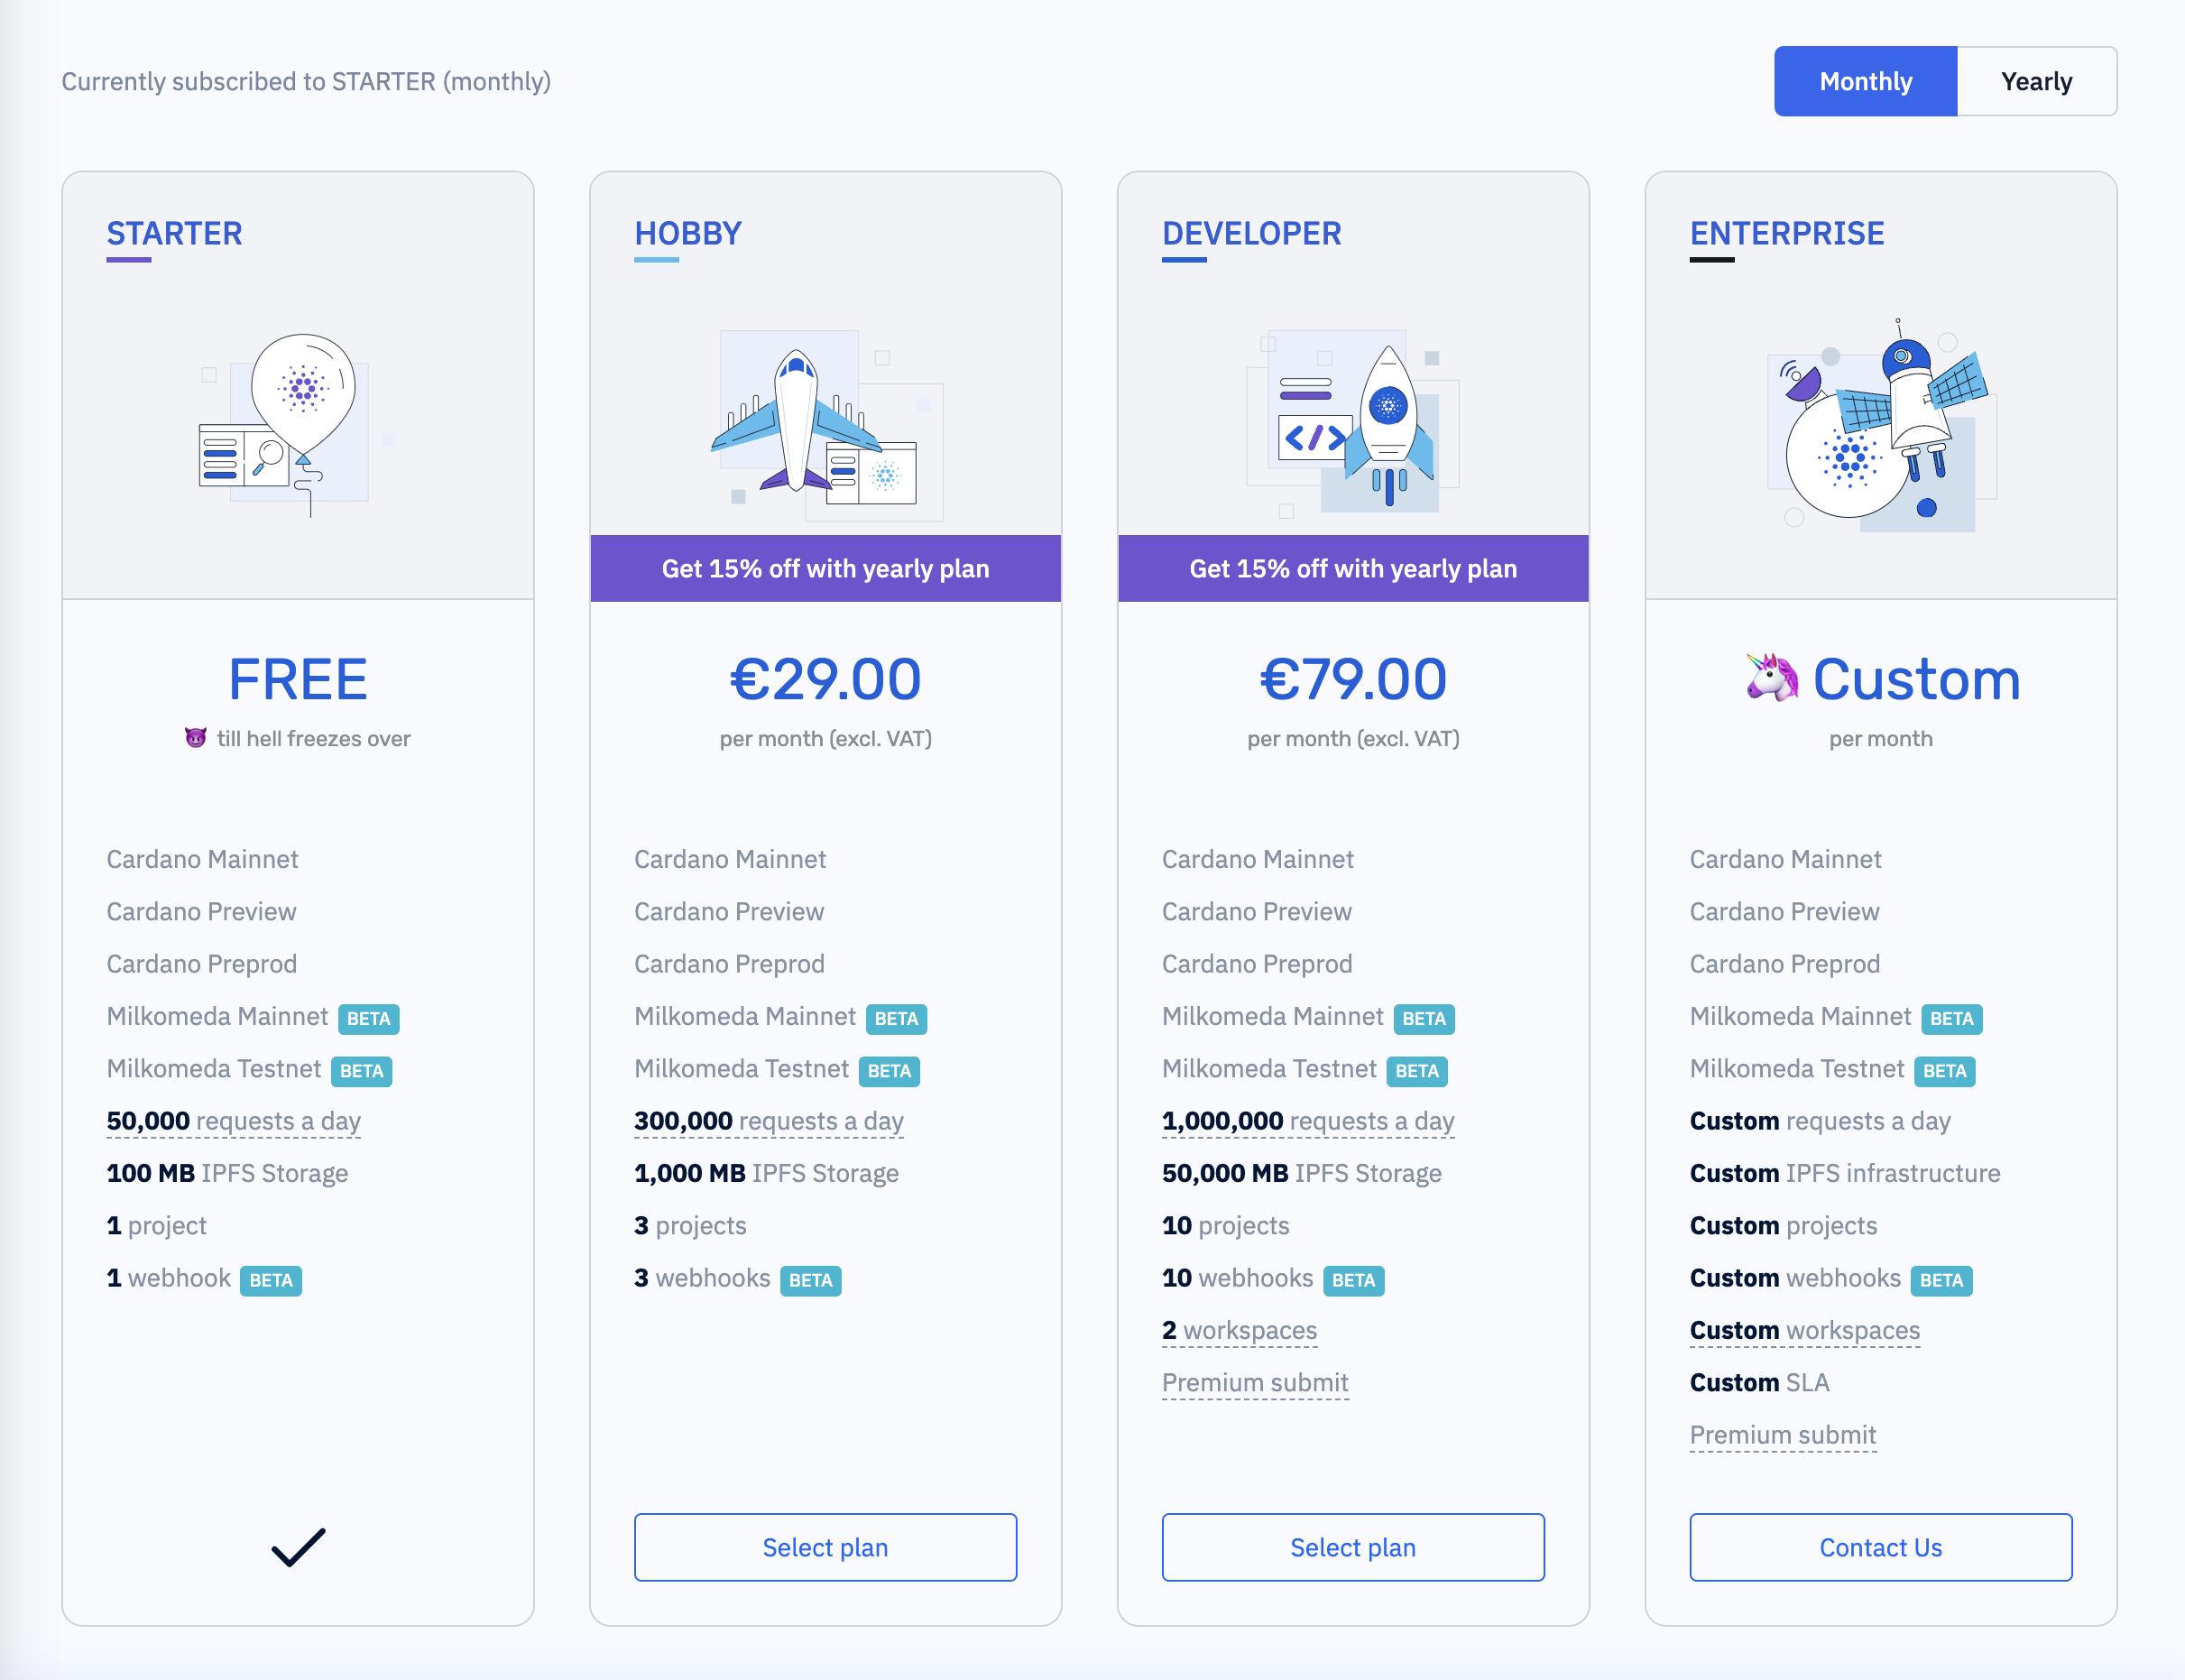 Currently subscribed to STARTER (monthly)
Monthly
Yearly
STARTER
FREE
😈 till hell freezes over
Cardano Mainnet
Cardano Preview
Cardano Preprod
Milkomeda Mainnet BETA
Milkomeda Testnet BETA
50,000 requests a day
100 MB IPFS Storage
1 project
1 webhook BETA
HOBBY
</>
Get 15% off with yearly plan
€29.00
per month (excl. VAT)
Cardano Mainnet
Cardano Preview
Cardano Preprod
Milkomeda Mainnet BETA
Milkomeda Testnet BETA
300,000 requests a day
1,000 MB IPFS Storage
3 projects
3 webhooks BETA
Select plan
DEVELOPER
Get 15% off with yearly plan
€79.00
per month (excl. VAT)
Cardano Mainnet
Cardano Preview
Cardano Preprod
Milkomeda Mainnet BETA
Milkomeda Testnet BETA
1,000,000 requests a day
50,000 MB IPFS Storage
10 projects
10 webhooks BETA
2 workspaces
Premium submit
Select plan
ENTERPRISE
🦄 Custom
per month
Cardano Mainnet
Cardano Preview
Cardano Preprod
Milkomeda Mainnet BETA
Milkomeda Testnet BETA
Custom requests a day
Custom IPFS infrastructure
Custom projects
Custom webhooks BETA
Custom workspaces
Custom SLA
Premium submit
Contact Us